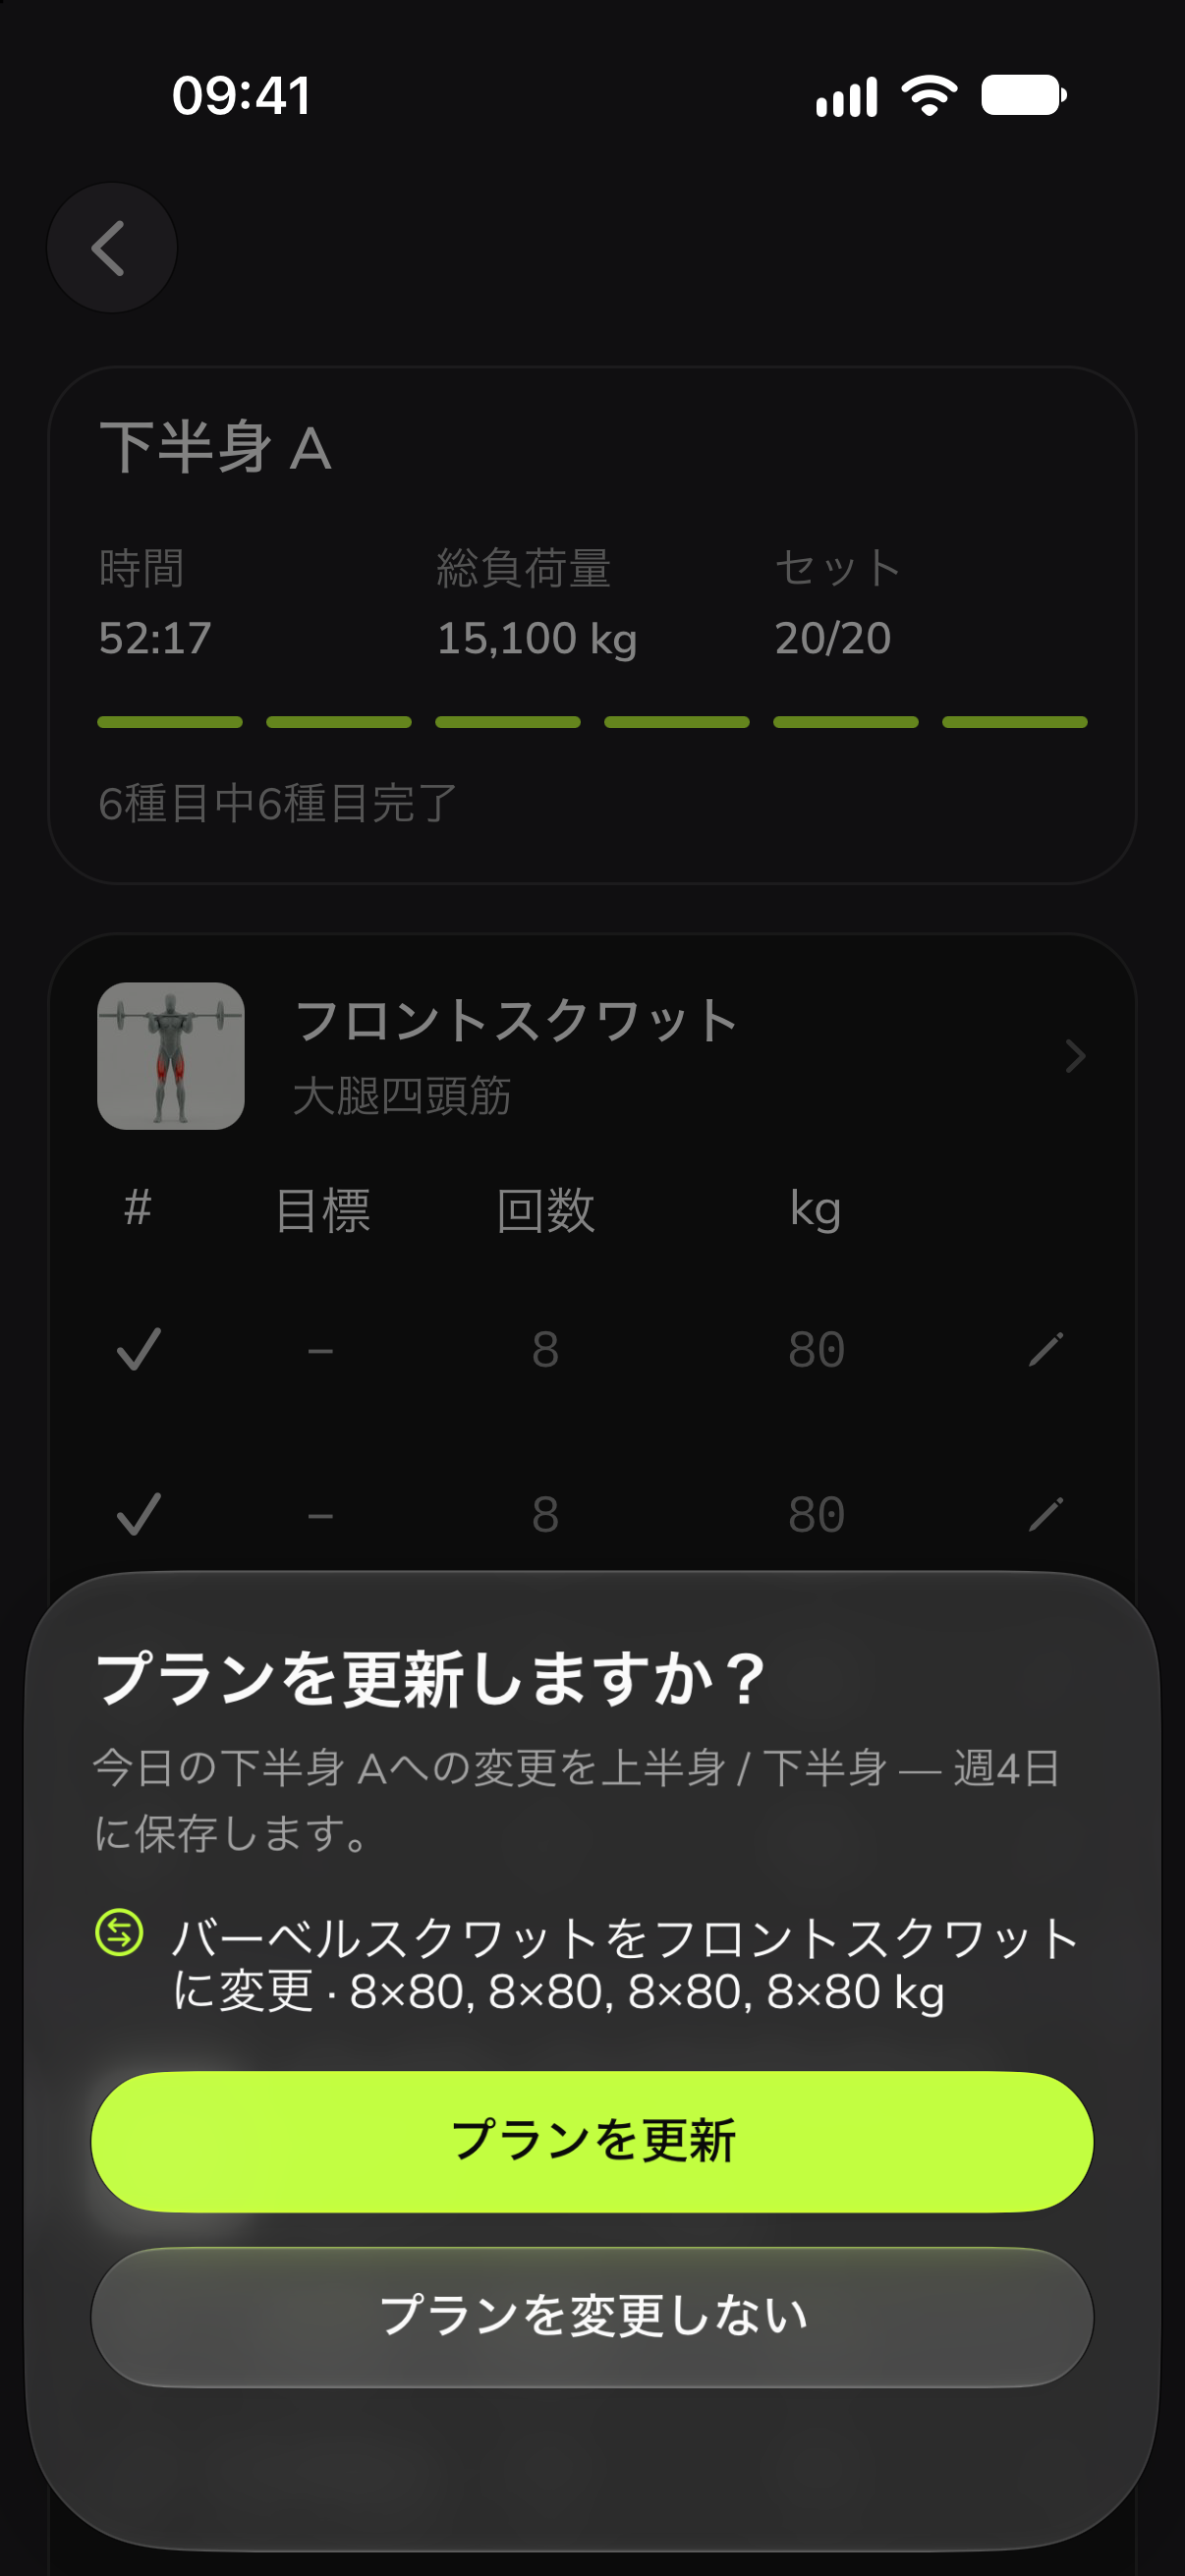 09:41
下半身 A
時間 総負荷量 セット
52:17 15,100 kg 20/20
6種目中6種目完了
フロントスクワット
大腿四頭筋
# 目標 回数 kg
– 8 80
– 8 80
プランを更新しますか？
今日の下半身 Aへの変更を上半身 / 下半身 — 週4日
に保存します。
バーベルスクワットをフロントスクワット
に変更 · 8×80, 8×80, 8×80, 8×80 kg
プランを更新
プランを変更しない